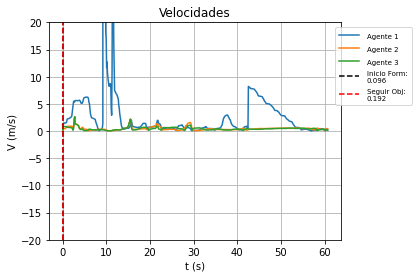 Velocidades
V (m/s)
20
15
10
5
0
−5
−10
−15
−20
0
10
20
30
40
50
60
t (s)
Agente 1
Agente 2
Agente 3
Inicio Form:
0.096
Seguir Obj:
0.192